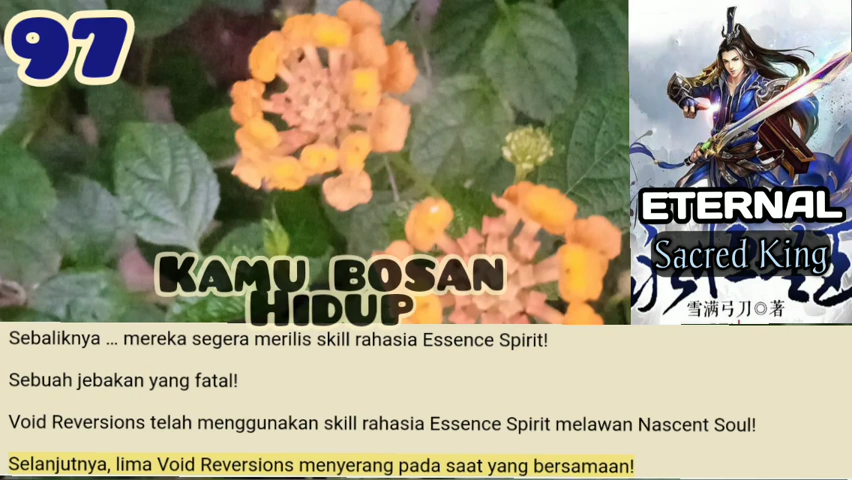 97
ETERNAL
Sacred King
雪满弓刀◎著
KAMU BOSAN
HIDUP
Sebaliknya ... mereka segera merilis skill rahasia Essence Spirit!
Sebuah jebakan yang fatal!
Void Reversions telah menggunakan skill rahasia Essence Spirit melawan Nascent Soul!
Selanjutnya, lima Void Reversions menyerang pada saat yang bersamaan!